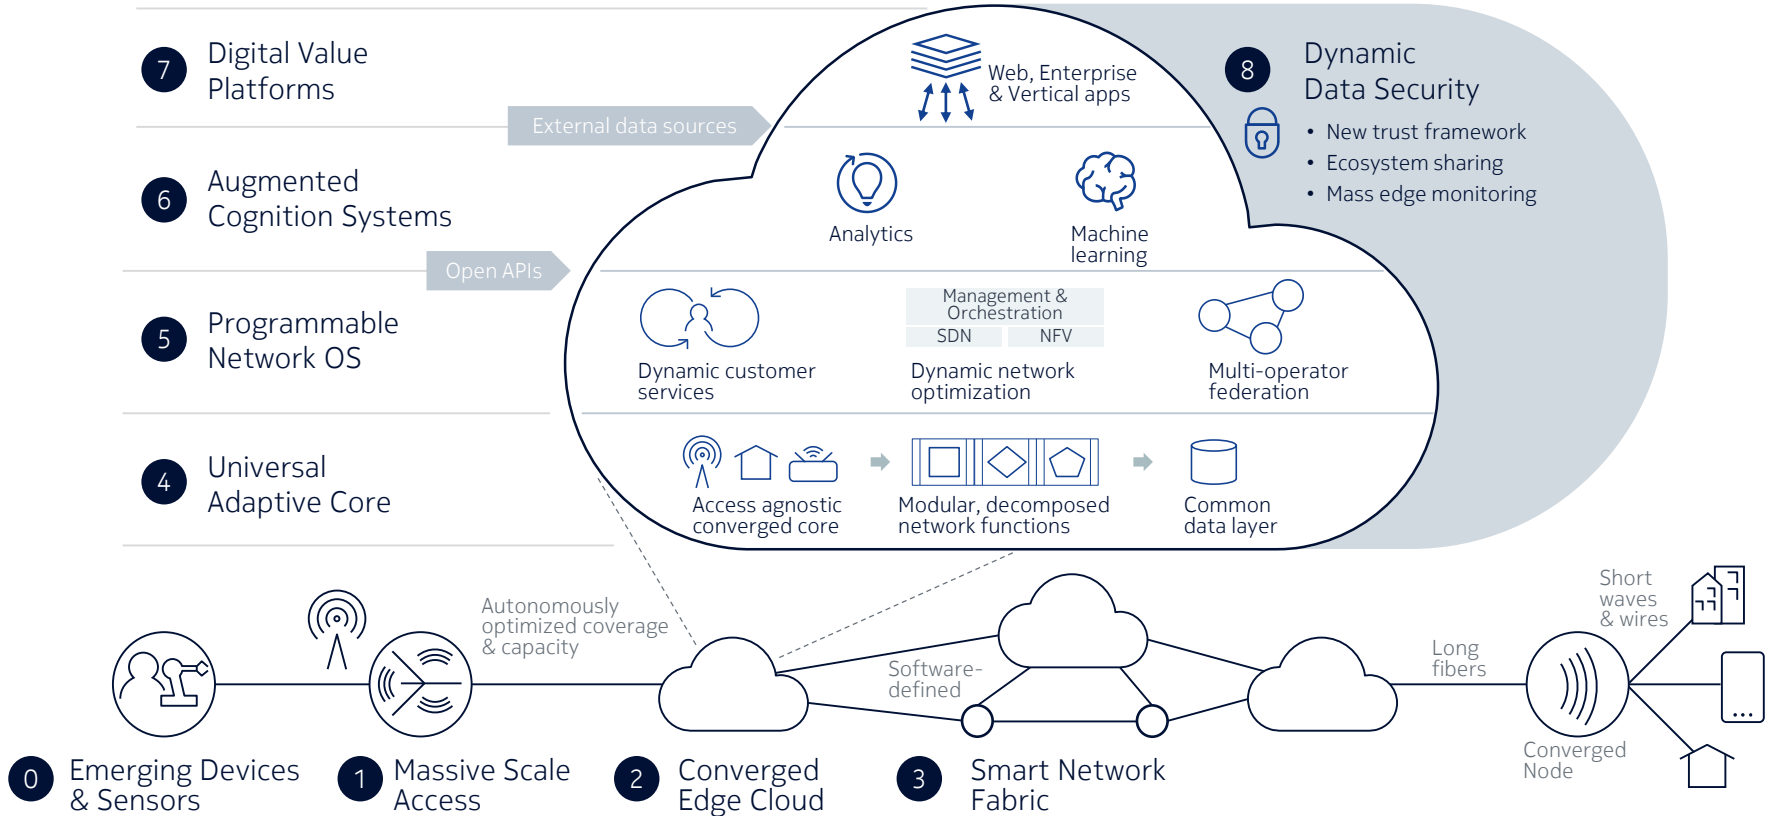 7
Digital Value
Platforms
External data sources
Web, Enterprise
& Vertical apps
8
Dynamic
Data Security
• New trust framework
• Ecosystem sharing
• Mass edge monitoring
6
Augmented
Cognition Systems
Analytics
Machine
learning
Open APIs
5
Programmable
Network OS
Dynamic customer
services
Management &
Orchestration
SDN
NFV
Dynamic network
optimization
Multi-operator
federation
4
Universal
Adaptive Core
Access agnostic
converged core
Modular, decomposed
network functions
Common
data layer
Autonomously
optimized coverage
& capacity
Software-
defined
Long
fibers
Short
waves
& wires
Converged
Node
0
Emerging Devices
& Sensors
1
Massive Scale
Access
2
Converged
Edge Cloud
3
Smart Network
Fabric